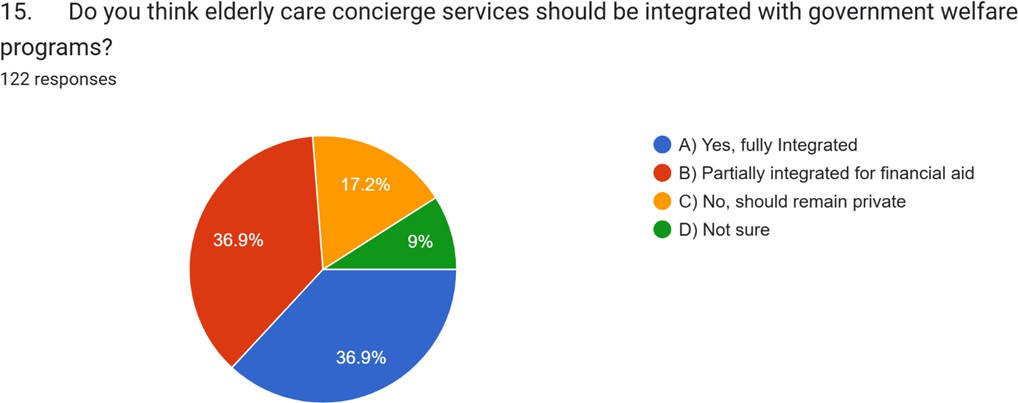 15. Do you think elderly care concierge services should be integrated with government welfare
programs?
122 responses
17.2%
36.9%
9%
36.9%
A) Yes, fully Integrated
B) Partially integrated for financial aid
C) No, should remain private
D) Not sure